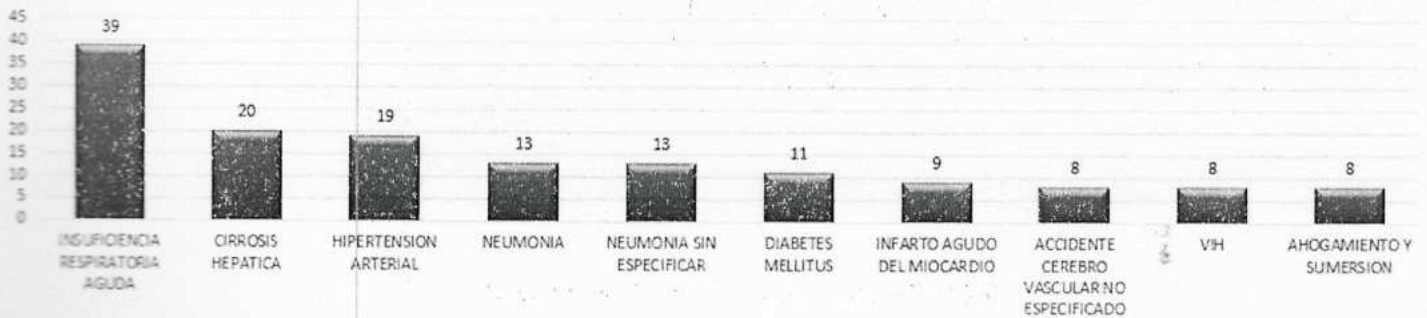 45
40
35
30
25
20
15
10
5
0
39
20
19
13
13
11
9
8
8
8
INSUFICIENCIA
RESPIRATORIA
AGUDA
CIRROSIS
HEPATICA
HIPERTENSION
ARTERIAL
NEUMONIA
NEUMONIA SIN
ESPECIFICAR
DIABETES
MELLITUS
INFARTO AGUDO
DEL MIOCARDIO
ACCIDENTE
CEREBRO
VASCULAR NO
ESPECIFICADO
VIH
AHOGAMIENTO Y
SUMERSION